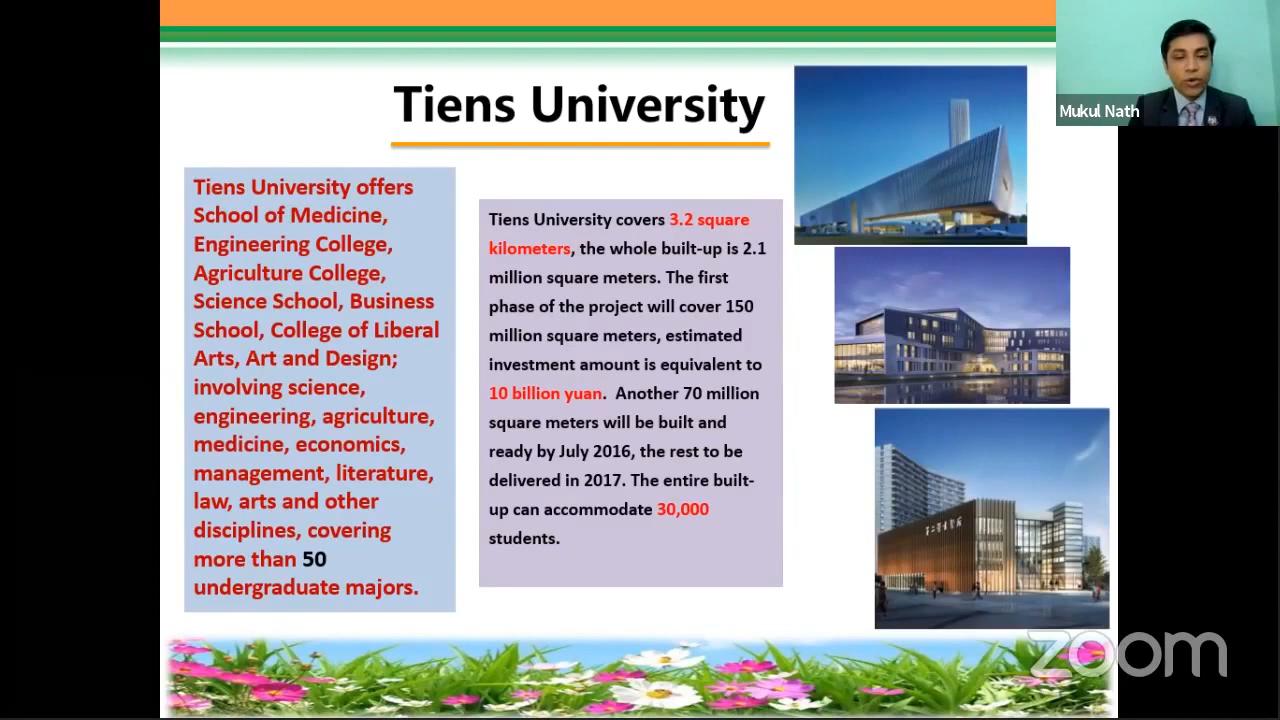 Tiens University
Mukul Nath
Tiens University offers
School of Medicine,
Engineering College,
Agriculture College,
Science School, Business
School, College of Liberal
Arts, Art and Design;
involving science,
engineering, agriculture,
medicine, economics,
management, literature,
law, arts and other
disciplines, covering
more than 50
undergraduate majors.
Tiens University covers 3.2 square
kilometers, the whole built-up is 2.1
million square meters. The first
phase of the project will cover 150
million square meters, estimated
investment amount is equivalent to
10 billion yuan. Another 70 million
square meters will be built and
ready by July 2016, the rest to be
delivered in 2017. The entire built-
up can accommodate 30,000
students.
zoom